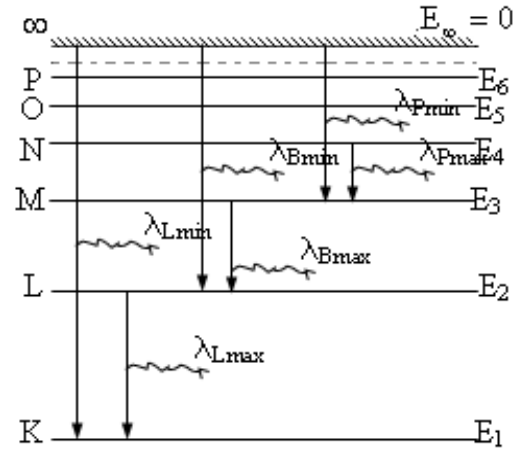 ∞ E∞ = 0
P E6
O E5
λPmin
N E4
λBmin λPmax
M E3
λLmin
λBmax
L E2
λLmax
K E1